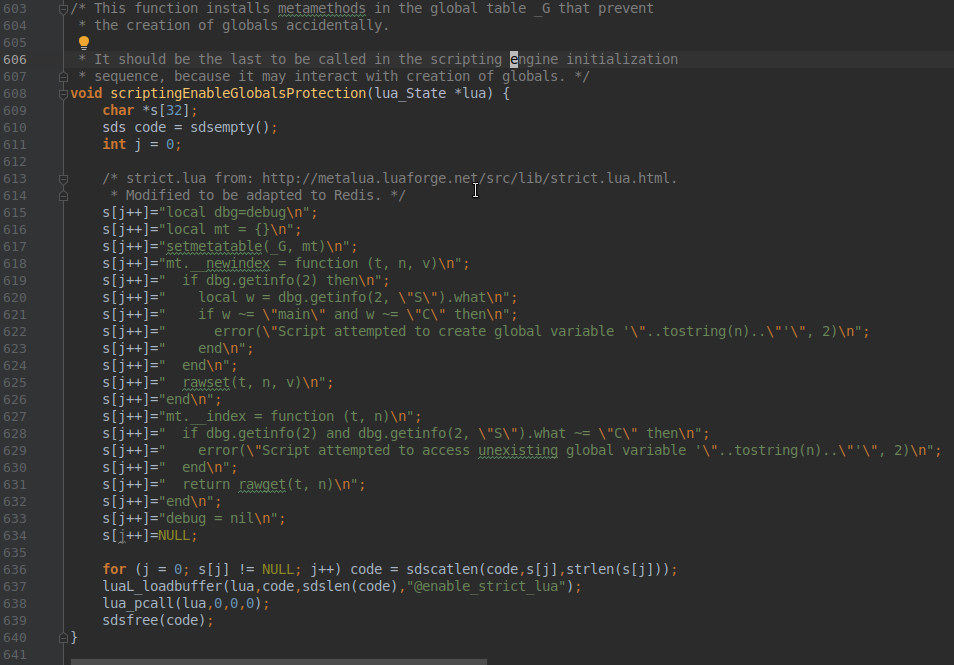 603 /* This function installs metamethods in the global table _G that prevent
604  * the creation of globals accidentally.
605
606  * It should be the last to be called in the scripting engine initialization
607  * sequence, because it may interact with creation of globals. */
608 void scriptingEnableGlobalsProtection(lua_State *lua) {
609     char *s[32];
610     sds code = sdsempty();
611     int j = 0;
612
613     /* strict.lua from: http://metalua.luaforge.net/src/lib/strict.lua.html.
614      * Modified to be adapted to Redis. */
615     s[j++]="local dbg=debug\n";
616     s[j++]="local mt = {}\n";
617     s[j++]="setmetatable(_G, mt)\n";
618     s[j++]="mt.__newindex = function (t, n, v)\n";
619     s[j++]="  if dbg.getinfo(2) then\n";
620     s[j++]="    local w = dbg.getinfo(2, \"S\").what\n";
621     s[j++]="    if w ~= \"main\" and w ~= \"C\" then\n";
622     s[j++]="      error(\"Script attempted to create global variable '\"..tostring(n)..\"'\", 2)\n";
623     s[j++]="    end\n";
624     s[j++]="  end\n";
625     s[j++]="  rawset(t, n, v)\n";
626     s[j++]="end\n";
627     s[j++]="mt.__index = function (t, n)\n";
628     s[j++]="  if dbg.getinfo(2) and dbg.getinfo(2, \"S\").what ~= \"C\" then\n";
629     s[j++]="    error(\"Script attempted to access unexisting global variable '\"..tostring(n)..\"'\", 2)\n";
630     s[j++]="  end\n";
631     s[j++]="  return rawget(t, n)\n";
632     s[j++]="end\n";
633     s[j++]="debug = nil\n";
634     s[j++]=NULL;
635
636     for (j = 0; s[j] != NULL; j++) code = sdscatlen(code,s[j],strlen(s[j]));
637     luaL_loadbuffer(lua,code,sdslen(code),"@enable_strict_lua");
638     lua_pcall(lua,0,0,0);
639     sdsfree(code);
640 }
641